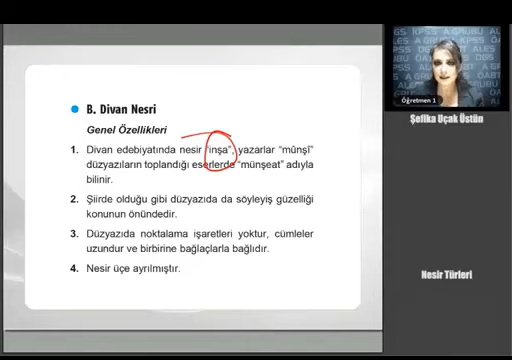 B. Divan Nesri
Genel Özellikleri
1. Divan edebiyatında nesir "inşa", yazarlar "münşî"
düzyazıların toplandığı eserlerde "münşeat" adıyla
bilinir.
2. Şiirde olduğu gibi düzyazıda da söyleyiş güzelliği
konunun önündedir.
3. Düzyazıda noktalama işaretleri yoktur, cümleler
uzundur ve birbirine bağlaçlarla bağlıdır.
4. Nesir üçe ayrılmıştır.
Öğretmen 1
Şefika Uçak Üstün
Nesir Türleri